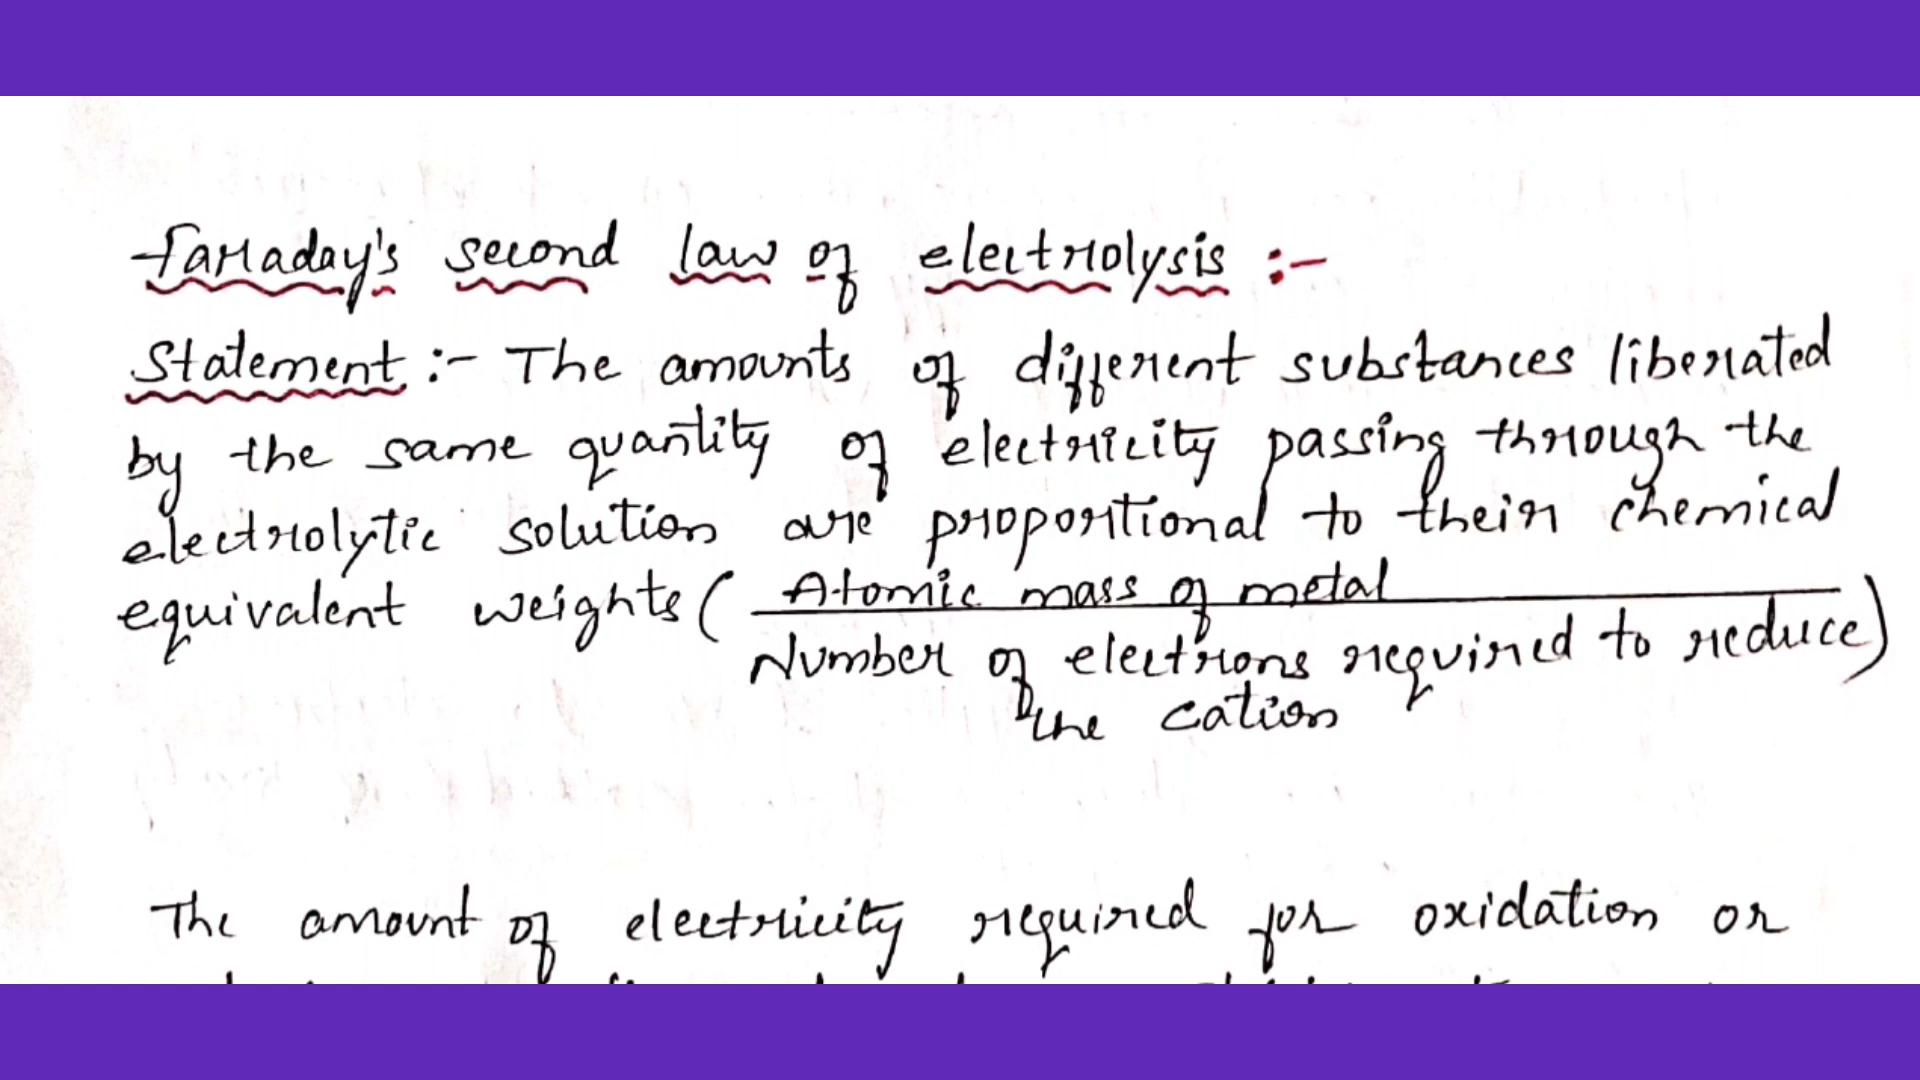 Faraday's second law of electrolysis :-
Statement :- The amounts of different substances liberated
by the same quantity of electricity passing through the
electrolytic solution are proportional to their chemical
equivalent weights ( Atomic mass of metal
Number of electrons required to reduce )
the cation
The amount of electricity required for oxidation or